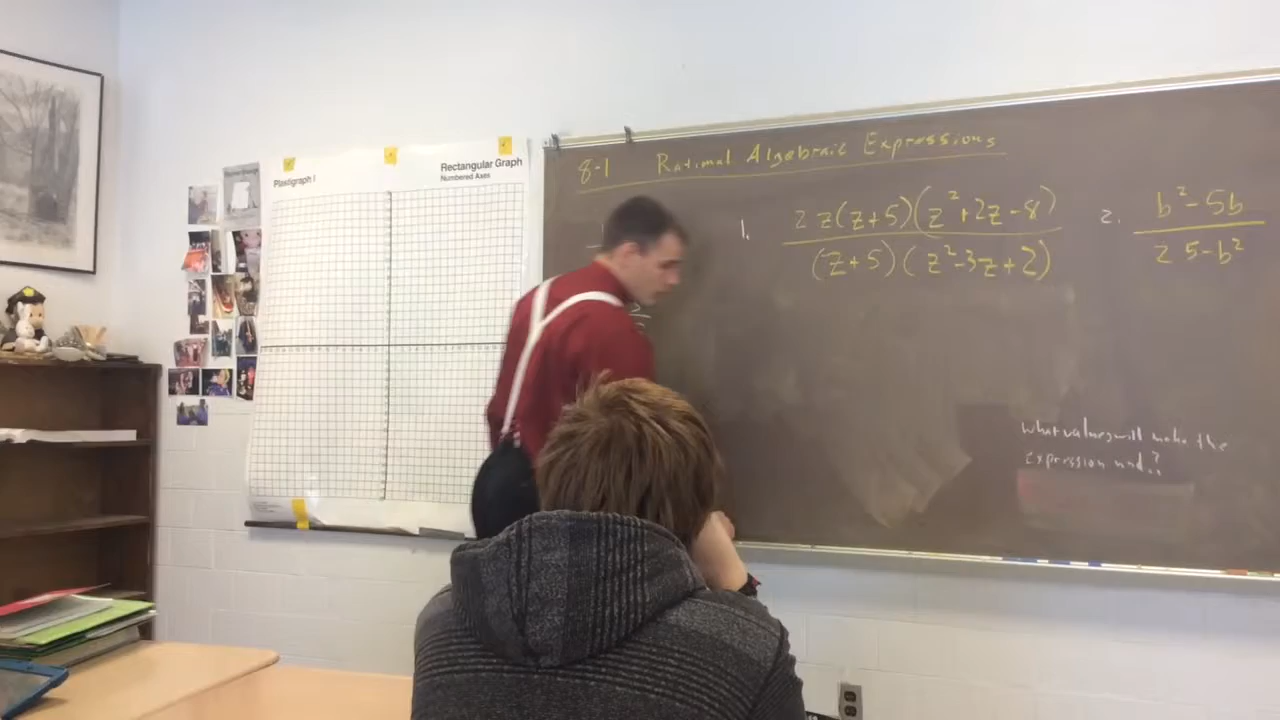 Plastigraph I
Rectangular Graph
Numbered Axes
8-1 Rational Algebraic Expressions
1. 2z(z+5)(z²+2z-8)
(z+5)(z²-3z+2)
2. b²-5b
25-b²
what values will make the
expression und.?